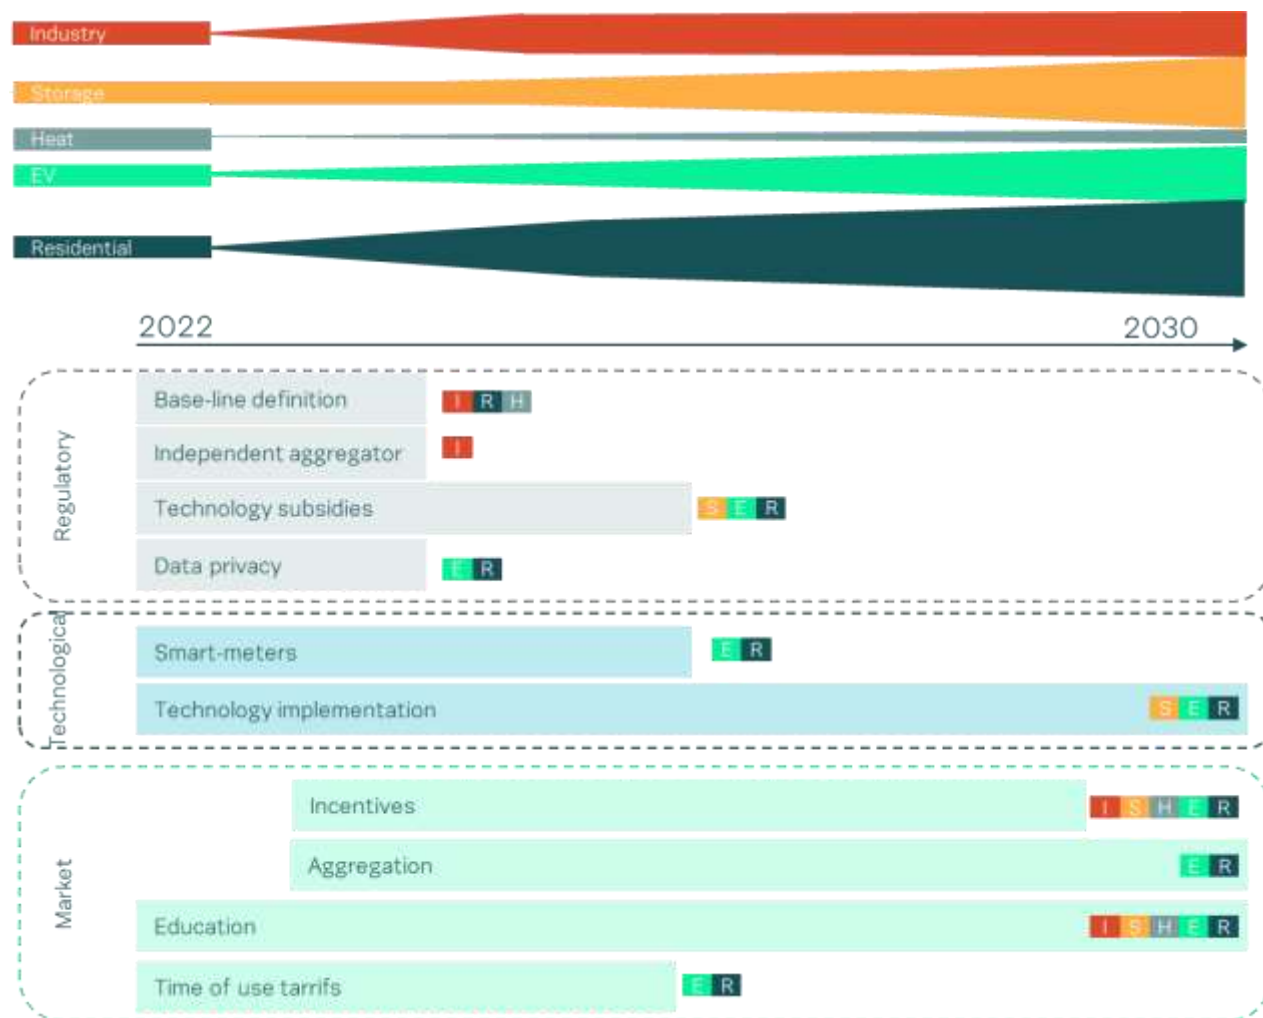 Industry
Storage
Heat
EV
Residential
2022 2030
Regulatory
Base-line definition I R H
Independent aggregator I
Technology subsidies S E R
Data privacy E R
Technological
Smart-meters E R
Technology implementation S E R
Market
Incentives I S H E R
Aggregation E R
Education I S H E R
Time of use tarrifs E R